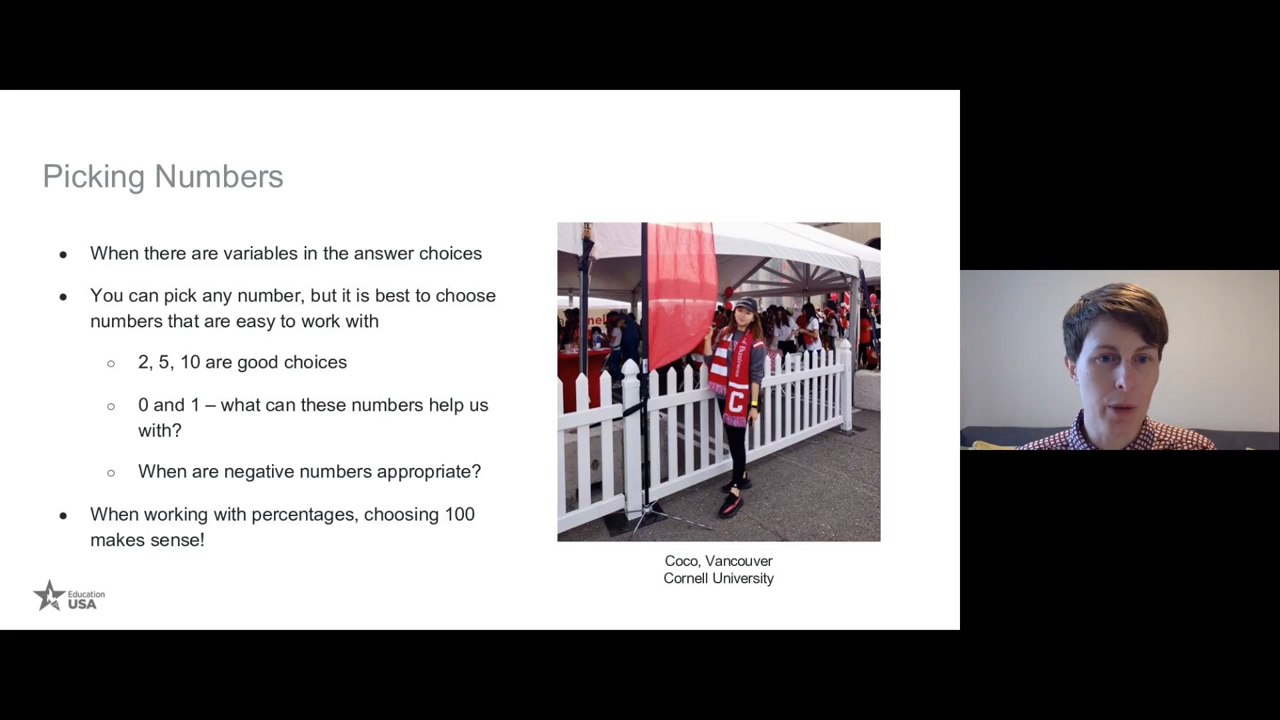 Picking Numbers
● When there are variables in the answer choices
● You can pick any number, but it is best to choose
numbers that are easy to work with
○ 2, 5, 10 are good choices
○ 0 and 1 – what can these numbers help us
with?
○ When are negative numbers appropriate?
● When working with percentages, choosing 100
makes sense!
C
Coco, Vancouver
Cornell University
Education
USA